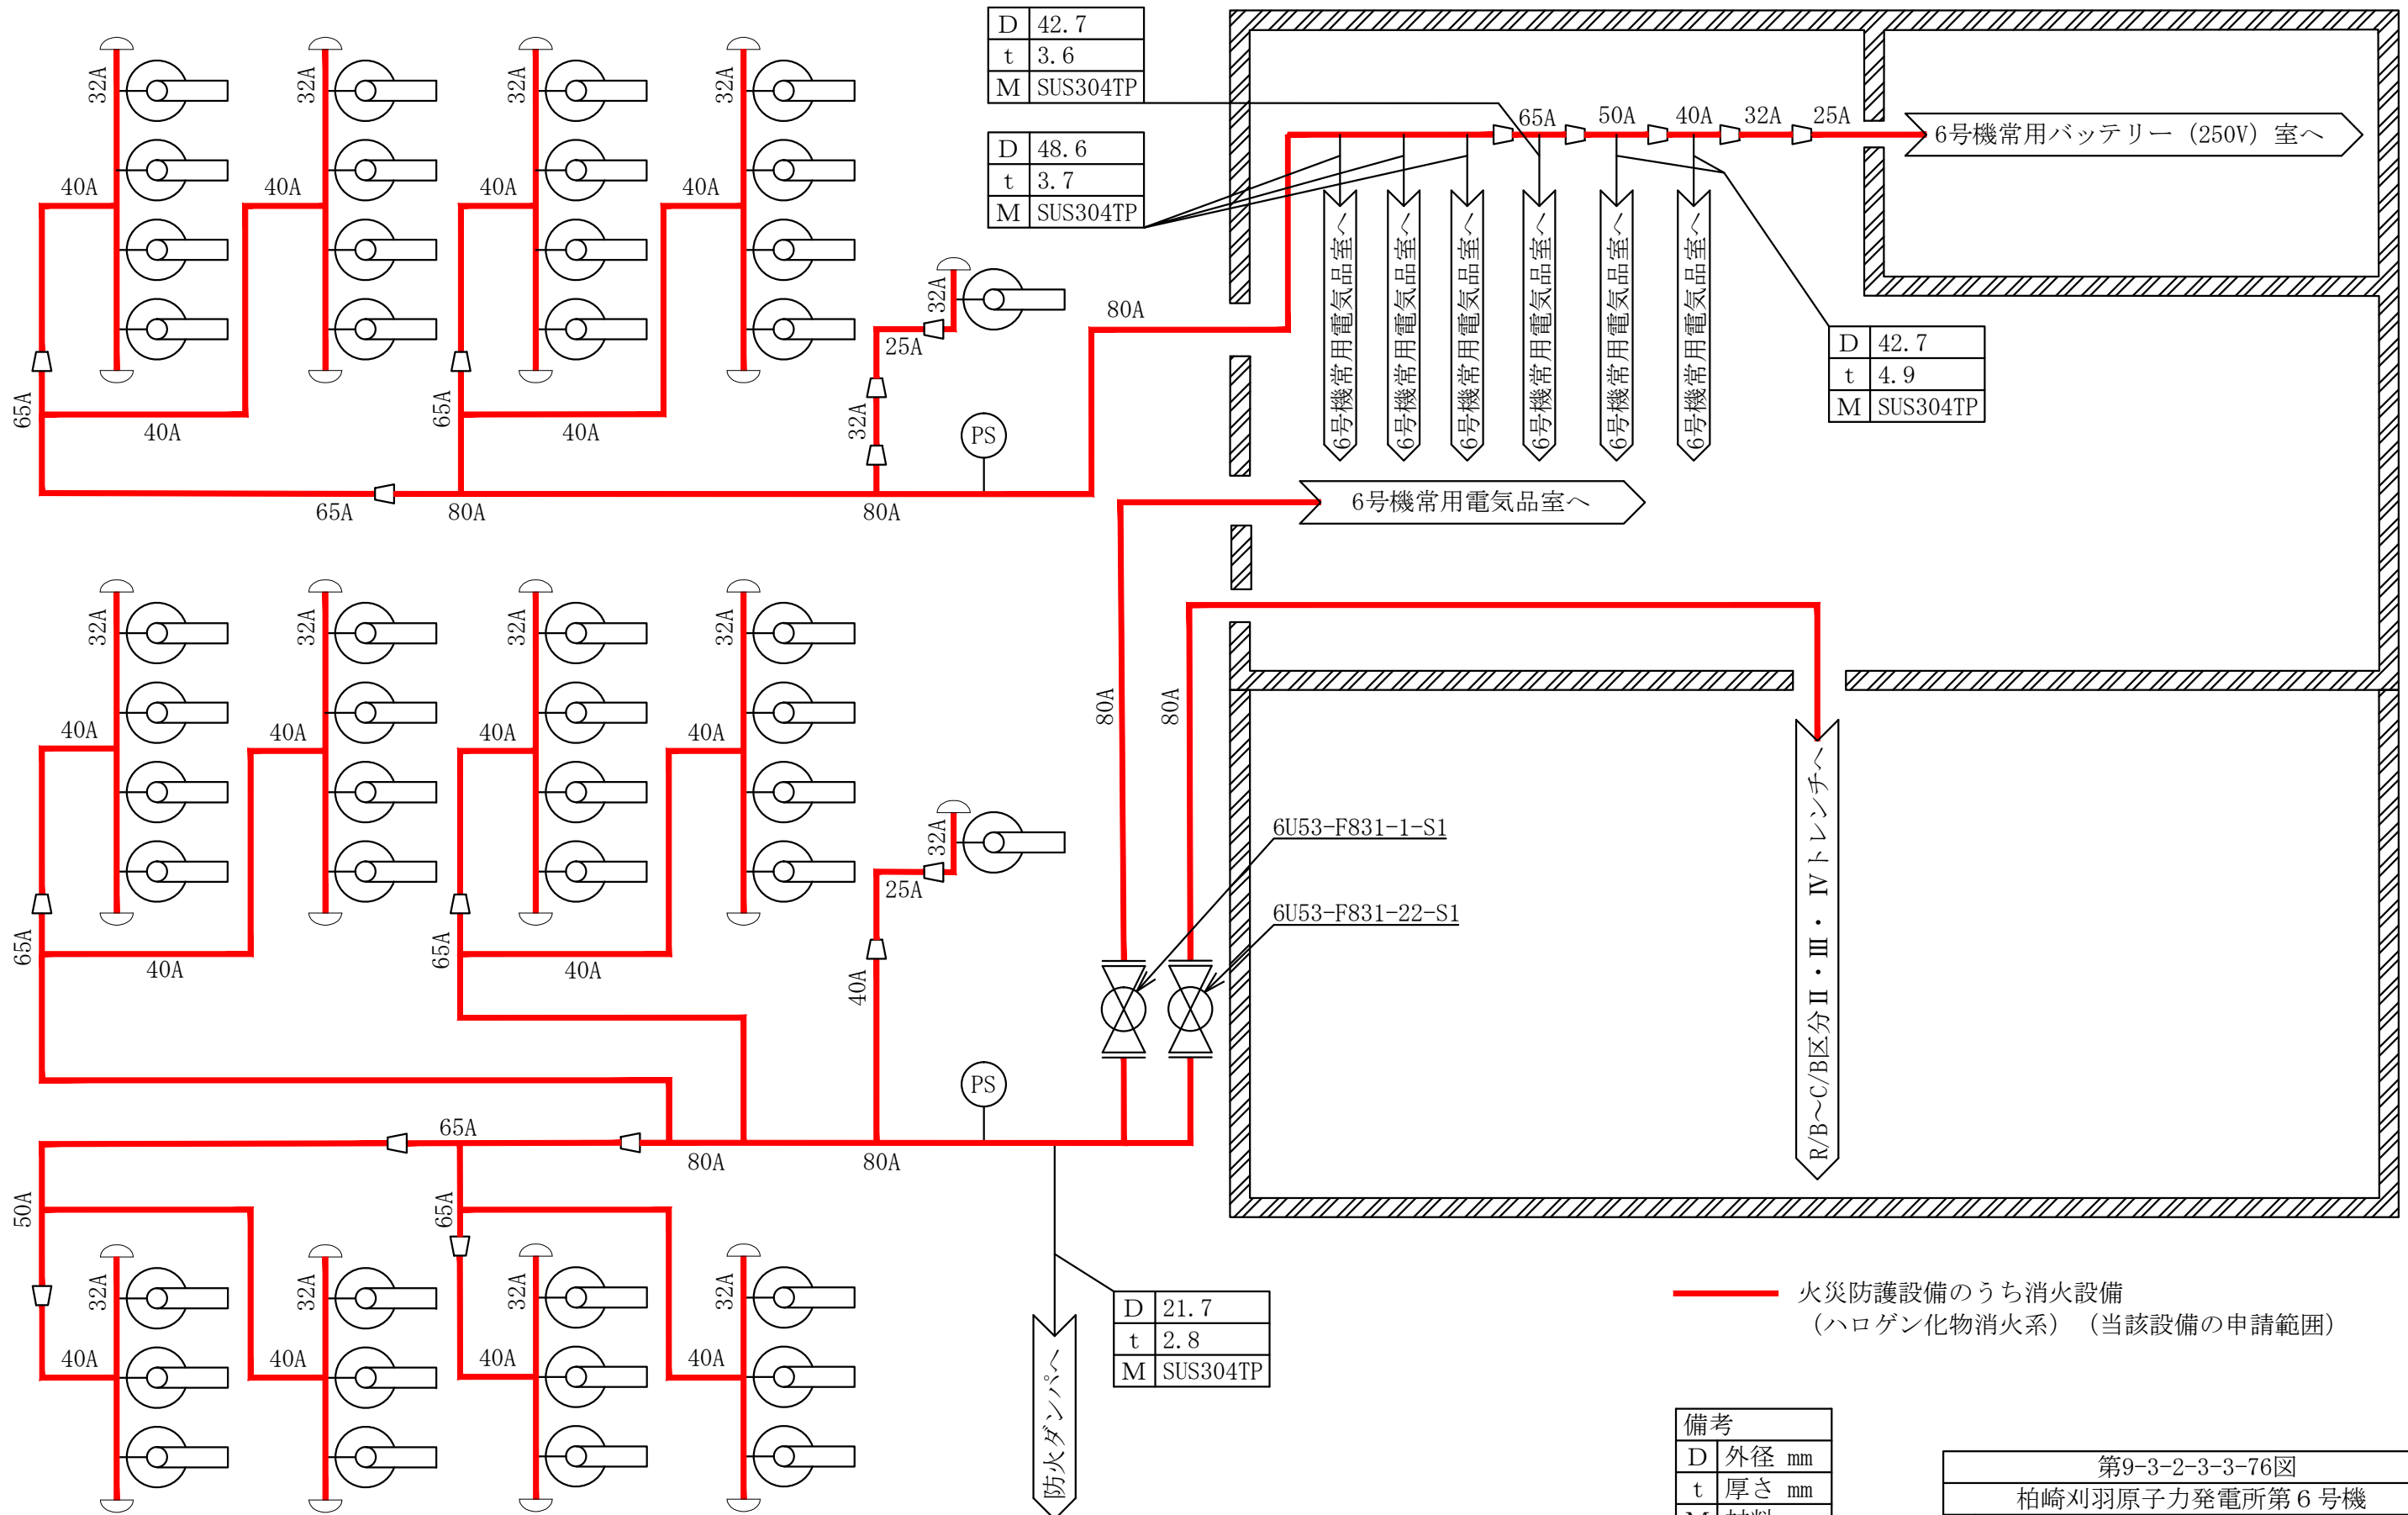 D 42.7
t 3.6
M SUS304TP
D 48.6
t 3.7
M SUS304TP
32A
32A
32A
32A
40A
40A
40A
40A
65A
40A
65A
40A
32A
25A
32A
PS
80A
65A
80A
80A
65A
50A
40A
32A
25A
6号機常用バッテリー（250V）室へ
6号機常用電気品室へ
6号機常用電気品室へ
6号機常用電気品室へ
6号機常用電気品室へ
6号機常用電気品室へ
6号機常用電気品室へ
D 42.7
t 4.9
M SUS304TP
6号機常用電気品室へ
32A
32A
32A
32A
40A
40A
40A
40A
65A
40A
65A
40A
32A
25A
40A
80A
80A
6U53-F831-1-S1
6U53-F831-22-S1
R/B～C/B区分Ⅱ・Ⅲ・Ⅳトレンチへ
PS
65A
80A
80A
50A
65A
32A
32A
32A
32A
40A
40A
40A
40A
D 21.7
t 2.8
M SUS304TP
防火ダンパへ
火災防護設備のうち消火設備
（ハロゲン化物消火系）（当該設備の申請範囲）
備考
D 外径 mm
t 厚さ mm
第9-3-2-3-3-76図
柏崎刈羽原子力発電所第６号機